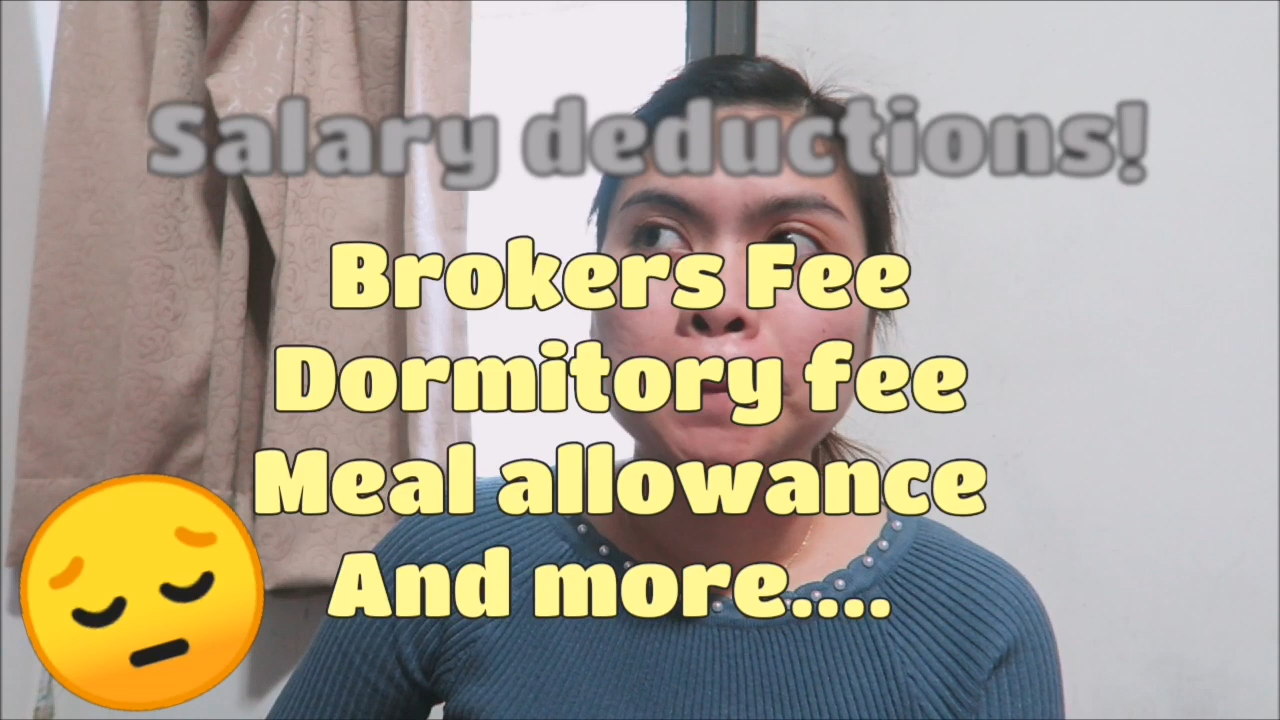 Salary deductions!
Brokers Fee
Dormitory fee
Meal allowance
And more....